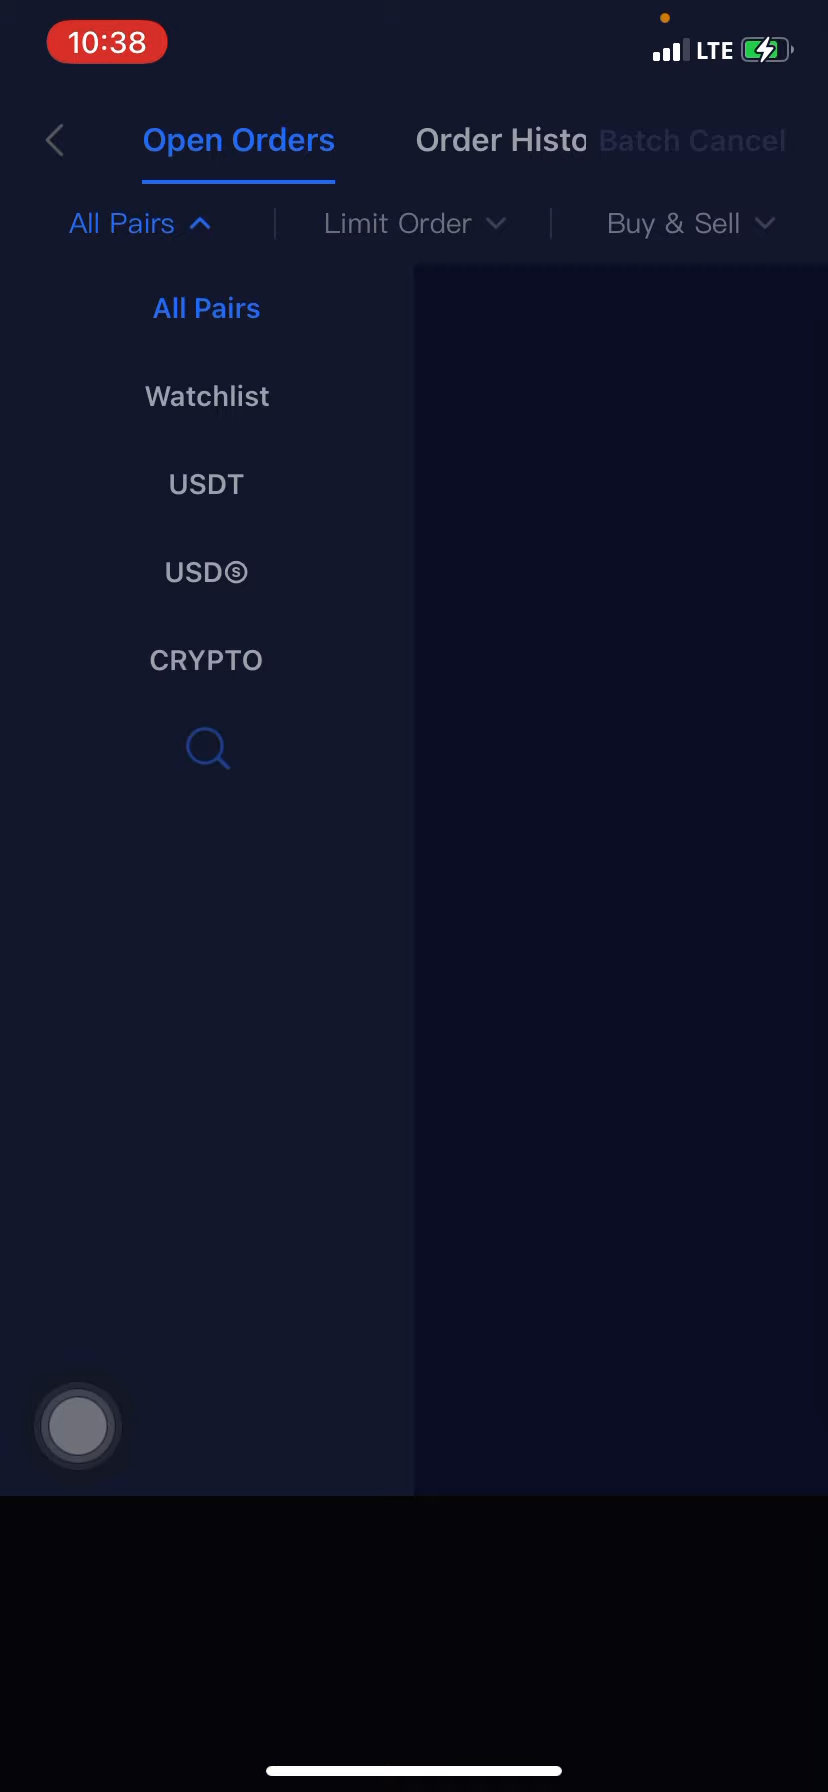 10:38
LTE
Open Orders
Order Histo
Batch Cancel
All Pairs
Limit Order
Buy & Sell
All Pairs
Watchlist
USDT
USDⓈ
CRYPTO